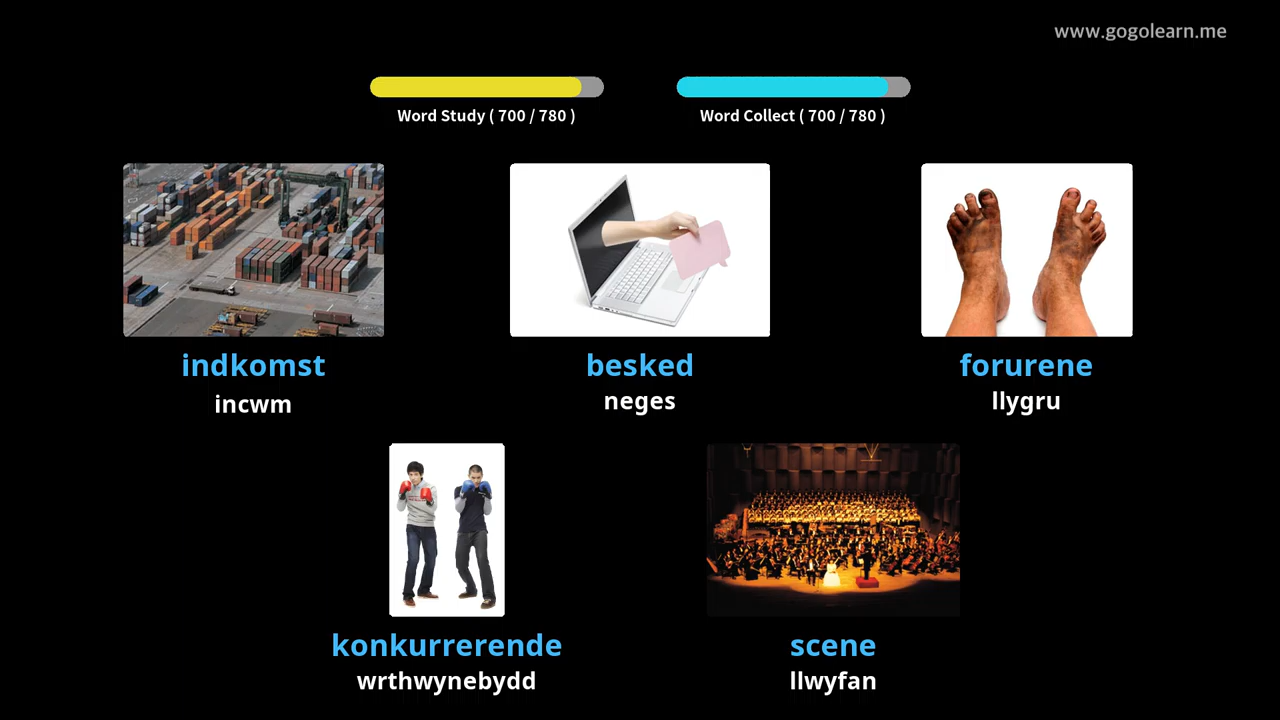 www.gogolearn.me
Word Study ( 700 / 780 )
Word Collect ( 700 / 780 )
indkomst
incwm
besked
neges
forurene
llygru
konkurrerende
wrthwynebydd
scene
llwyfan